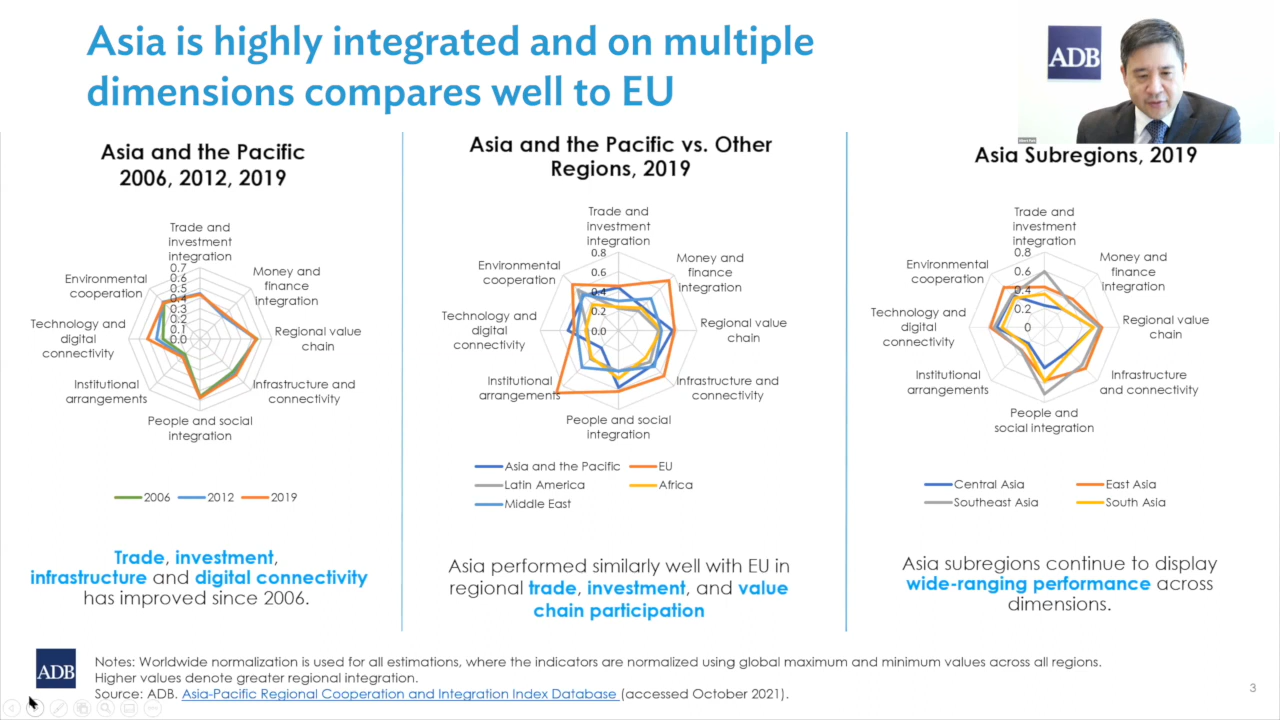 Asia is highly integrated and on multiple
dimensions compares well to EU
ADB
Asia and the Pacific
2006, 2012, 2019
Trade and
investment
integration
0.7
0.6
0.5
0.4
0.3
0.2
0.1
0.0
Money and
finance
integration
Regional value
chain
Infrastructure and
connectivity
People and social
integration
Institutional
arrangements
Technology and
digital
connectivity
Environmental
cooperation
2006
2012
2019
Trade, investment,
infrastructure and digital connectivity
has improved since 2006.
Asia and the Pacific vs. Other
Regions, 2019
Trade and
investment
integration
0.8
0.6
0.4
0.2
0.0
Money and
finance
integration
Regional value
chain
Infrastructure and
connectivity
People and social
integration
Institutional
arrangements
Technology and
digital
connectivity
Environmental
cooperation
Asia and the Pacific
EU
Latin America
Africa
Middle East
Asia performed similarly well with EU in
regional trade, investment, and value
chain participation
Asia Subregions, 2019
Trade and
investment
integration
0.8
0.6
0.4
0.2
0
Money and
finance
integration
Regional value
chain
Infrastructure
and connectivity
People and
social integration
Institutional
arrangements
Technology and
digital
connectivity
Environmental
cooperation
Central Asia
East Asia
Southeast Asia
South Asia
Asia subregions continue to display
wide-ranging performance across
dimensions.
ADB
Notes: Worldwide normalization is used for all estimations, where the indicators are normalized using global maximum and minimum values across all regions.
Higher values denote greater regional integration.
Source: ADB. Asia-Pacific Regional Cooperation and Integration Index Database (accessed October 2021).
3